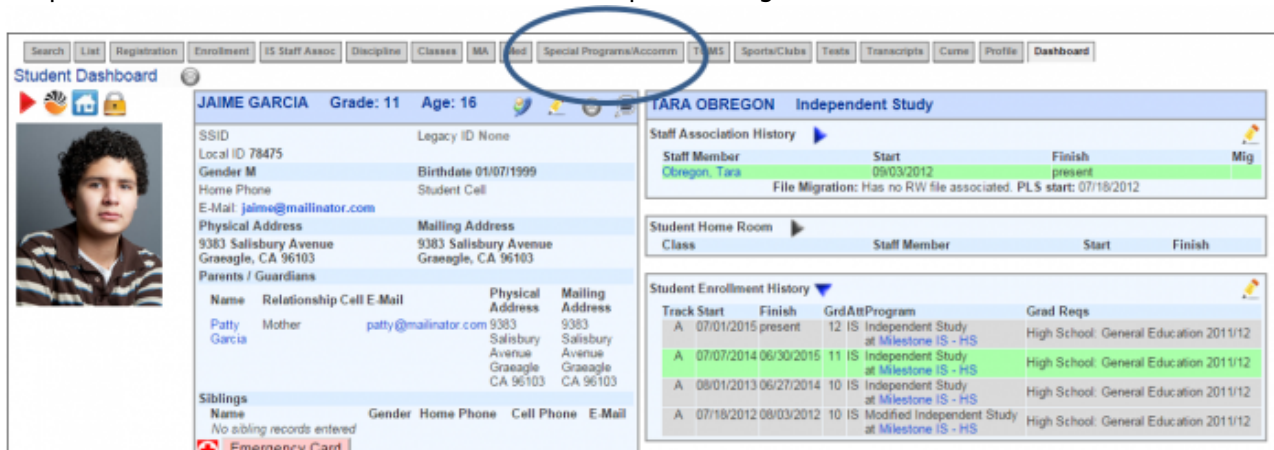 Search List Registration Enrollment IS Staff Assoc Discipline Classes MA Med Special Programs/Accomm TOMS Sports/Clubs Tests Transcripts Cume Profile Dashboard
Student Dashboard
JAIME GARCIA Grade: 11 Age: 16
SSID Legacy ID None
Local ID 78475
Gender M Birthdate 01/07/1999
Home Phone Student Cell
E-Mail: jaime@mailinator.com
Physical Address Mailing Address
9383 Salisbury Avenue 9383 Salisbury Avenue
Graeagle, CA 96103 Graeagle, CA 96103
Parents / Guardians
Name Relationship Cell E-Mail Physical Address Mailing Address
Patty Mother patty@mailinator.com 9383 9383
Garcia Salisbury Salisbury
Avenue Avenue
Graeagle Graeagle
CA 96103 CA 96103
Siblings
Name Gender Home Phone Cell Phone E-Mail
No sibling records entered
Emergency Card
TARA OBREGON Independent Study
Staff Association History
Staff Member Start Finish Mig
Obregon, Tara 09/03/2012 present
File Migration: Has no RW file associated. PLS start: 07/18/2012
Student Home Room
Class Staff Member Start Finish
Student Enrollment History
Track Start Finish Grd Att Program Grad Reqs
A 07/01/2015 present 12 IS Independent Study High School: General Education 2011/12
at Milestone IS - HS
A 07/07/2014 06/30/2015 11 IS Independent Study High School: General Education 2011/12
at Milestone IS - HS
A 08/01/2013 06/27/2014 10 IS Independent Study High School: General Education 2011/12
at Milestone IS - HS
A 07/18/2012 08/03/2012 10 IS Modified Independent Study High School: General Education 2011/12
at Milestone IS - HS